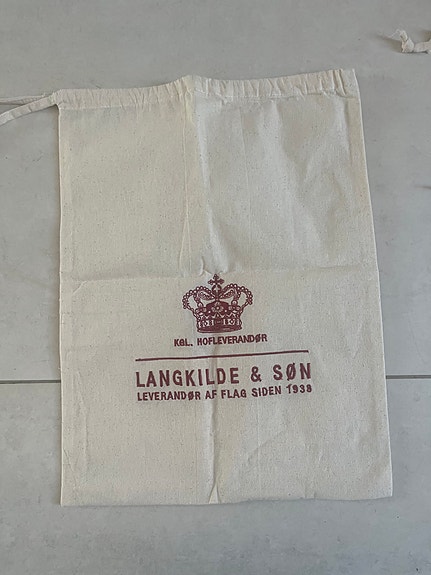 KGL. HOFLEVERANDØR
LANGKILDE & SØN
LEVERANDØR AF FLAG SIDEN 1938